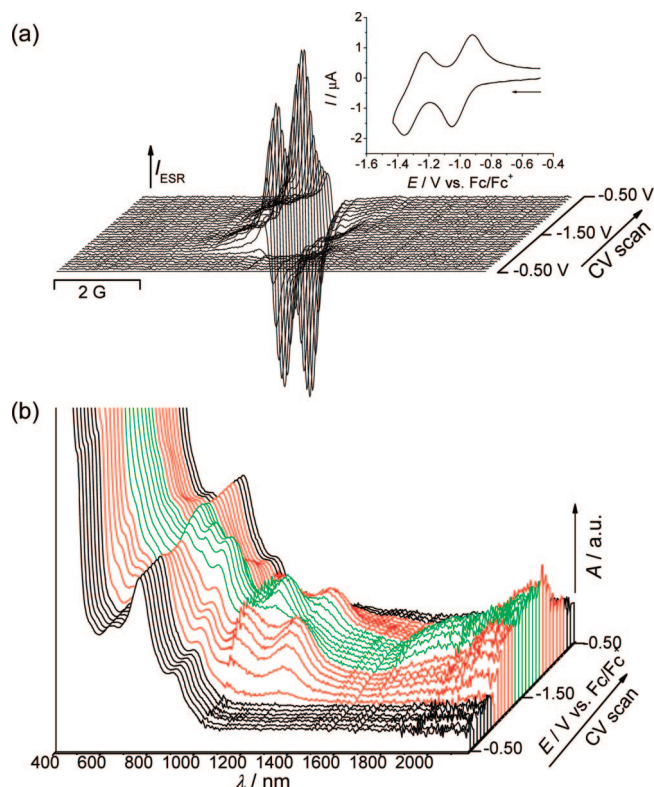 (a)
I_ESR
2 G
2
1
0
1
2
I / μA
-1.6 -1.4 -1.2 -1.0 -0.8 -0.6 -0.4
E / V vs. Fc/Fc⁺
-0.50 V
-1.50 V
-0.50 V
CV scan
(b)
A / a.u.
0.50
-1.50
-0.50
E / V vs. Fc/Fc⁺
CV scan
400 600 800 1000 1200 1400 1600 1800 2000
λ / nm